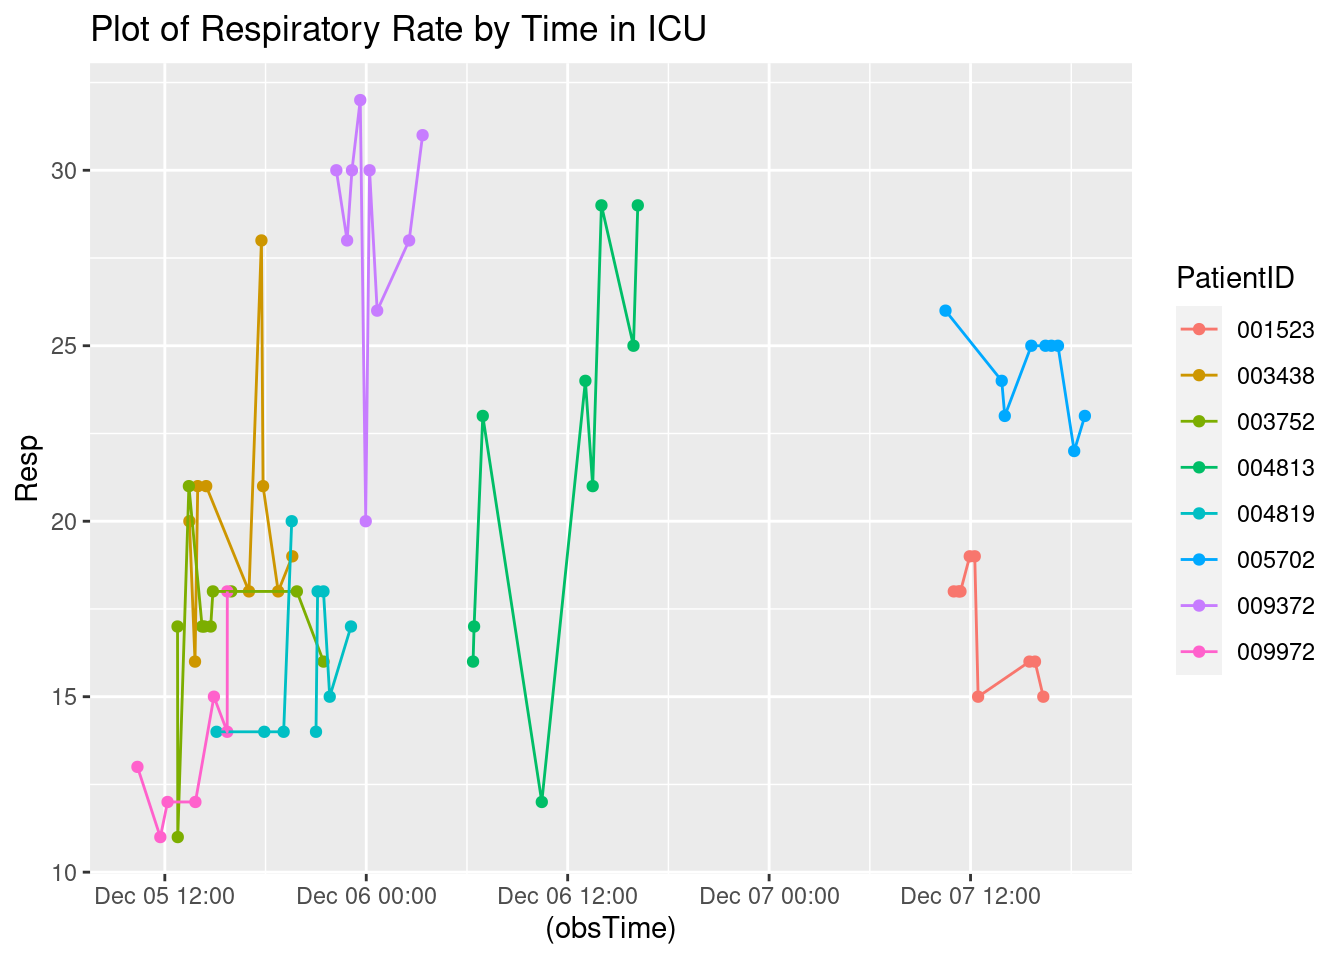 Plot of Respiratory Rate by Time in ICU
Resp
30
25
20
15
10
Dec 05 12:00
Dec 06 00:00
Dec 06 12:00
Dec 07 00:00
Dec 07 12:00
(obsTime)
PatientID
001523
003438
003752
004813
004819
005702
009372
009972